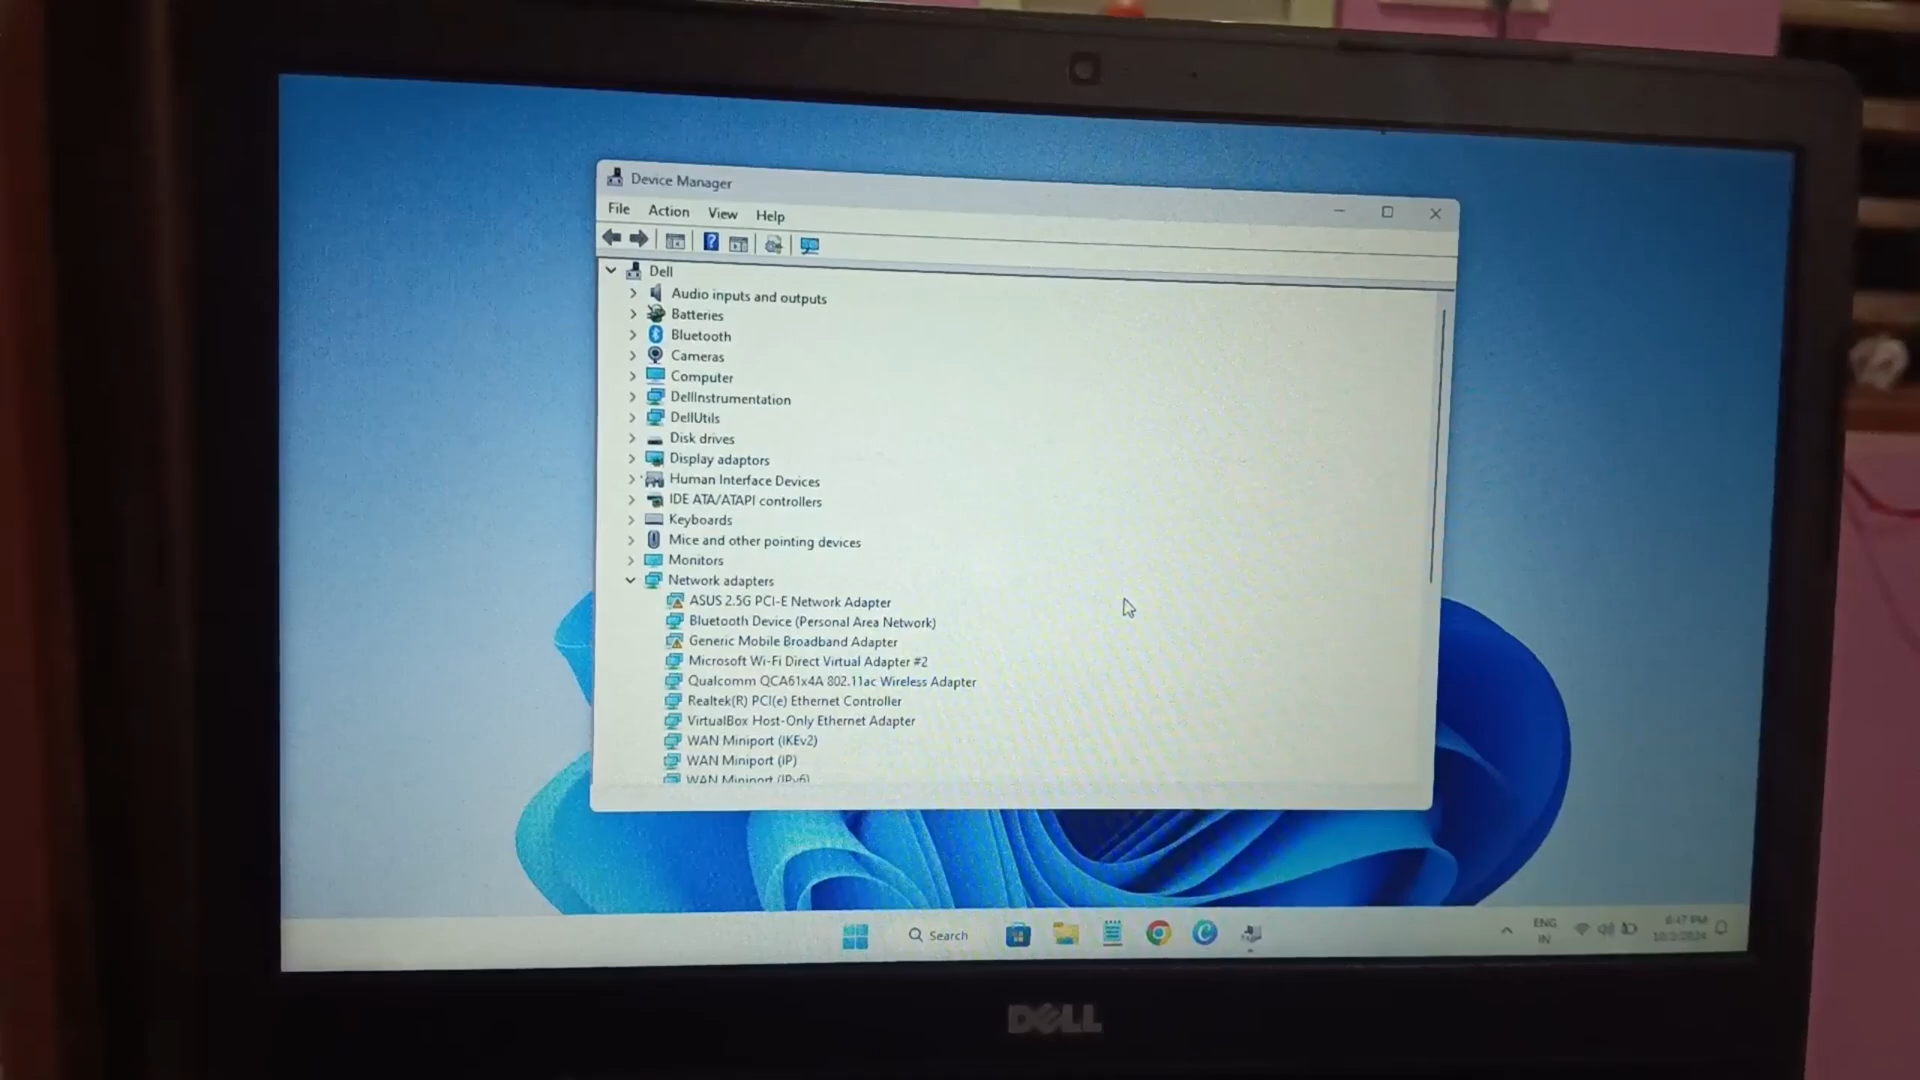 Device Manager
File Action View Help
Dell
Audio inputs and outputs
Batteries
Bluetooth
Cameras
Computer
DellInstrumentation
DellUtils
Disk drives
Display adaptors
Human Interface Devices
IDE ATA/ATAPI controllers
Keyboards
Mice and other pointing devices
Monitors
Network adapters
ASUS 2.5G PCI-E Network Adapter
Bluetooth Device (Personal Area Network)
Generic Mobile Broadband Adapter
Microsoft Wi-Fi Direct Virtual Adapter #2
Qualcomm QCA61x4A 802.11ac Wireless Adapter
Realtek(R) PCI(e) Ethernet Controller
VirtualBox Host-Only Ethernet Adapter
WAN Miniport (IKEv2)
WAN Miniport (IP)
WAN Miniport (IPv6)
Search
ENG
IN
DELL